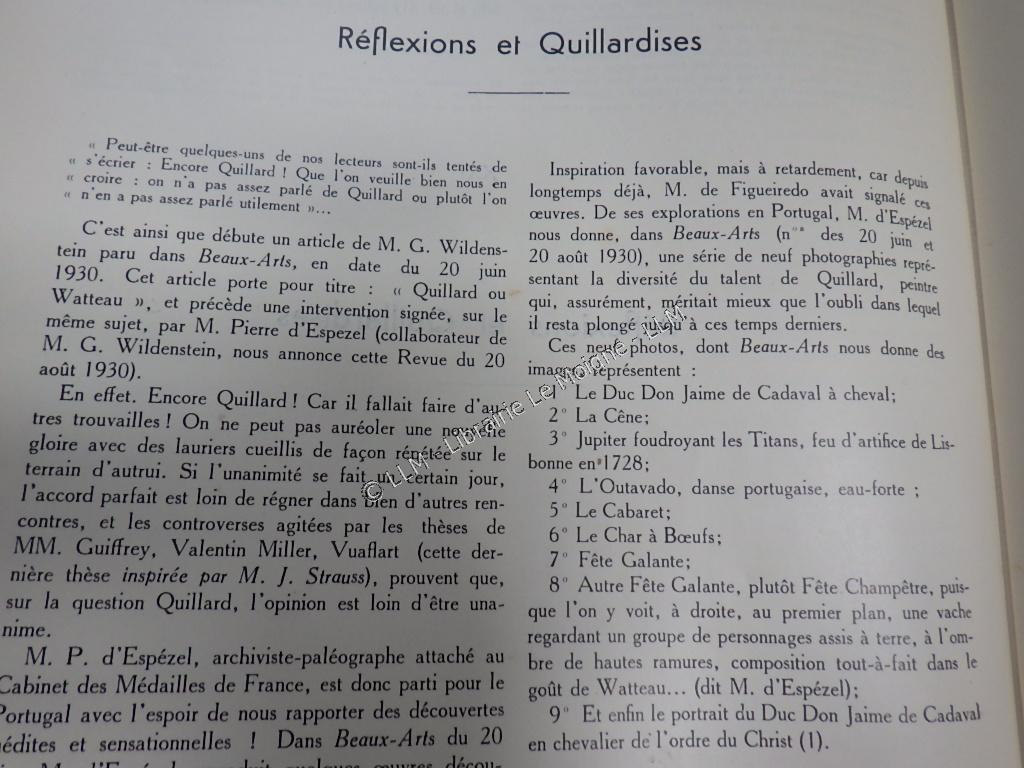 Réflexions et Quillardises
« Peut-être quelques-uns de nos lecteurs sont-ils tentés de
« s'écrier : Encore Quillard ! Que l'on veuille bien nous en
« croire : on n'a pas assez parlé de Quillard ou plutôt l'on
« n'en a pas assez parlé utilement »...
C'est ainsi que débute un article de M. G. Wildens-
tein paru dans Beaux-Arts, en date du 20 juin
1930. Cet article porte pour titre : « Quillard ou
Watteau », et précède une intervention signée, sur le
même sujet, par M. Pierre d'Espezel (collaborateur de
M. G. Wildenstein, nous annonce cette Revue du 20
août 1930).
En effet. Encore Quillard ! Car il fallait faire d'au-
tres trouvailles ! On ne peut pas auréoler une nouvelle
gloire avec des lauriers cueillis de façon répétée sur le
terrain d'autrui. Si l'unanimité se fait un certain jour,
l'accord parfait est loin de régner dans bien d'autres ren-
contres, et les controverses agitées par les thèses de
MM. Guiffrey, Valentin Miller, Vuaflart (cette der-
nière thèse inspirée par M. J. Strauss), prouvent que,
sur la question Quillard, l'opinion est loin d'être una-
nime.
M. P. d'Espézel, archiviste-paléographe attaché au
Cabinet des Médailles de France, est donc parti pour le
Portugal avec l'espoir de nous rapporter des découvertes
édites et sensationnelles ! Dans Beaux-Arts du 20
Inspiration favorable, mais à retardement, car depuis
longtemps déjà, M. de Figueiredo avait signalé ces
œuvres. De ses explorations en Portugal, M. d'Espézel
nous donne, dans Beaux-Arts (nos des 20 juin et
20 août 1930), une série de neuf photographies repré-
sentant la diversité du talent de Quillard, peintre
qui, assurément, méritait mieux que l'oubli dans lequel
il resta plongé jusqu'à ces temps derniers.
Ces neuf photos, dont Beaux-Arts nous donne des
images représentent :
1° Le Duc Don Jaime de Cadaval à cheval;
2° La Cêne;
3° Jupiter foudroyant les Titans, feu d'artifice de Lis-
bonne en 1728;
4° L'Outavado, danse portugaise, eau-forte ;
5° Le Cabaret;
6° Le Char à Bœufs;
7° Fête Galante;
8° Autre Fête Galante, plutôt Fête Champêtre, puis-
que l'on y voit, à droite, au premier plan, une vache
regardant un groupe de personnages assis à terre, à l'om-
bre de hautes ramures, composition tout-à-fait dans le
goût de Watteau... (dit M. d'Espézel);
9° Et enfin le portrait du Duc Don Jaime de Cadaval
en chevalier de l'ordre du Christ (1).
© LLM - Librairie Le Moigne - LLM